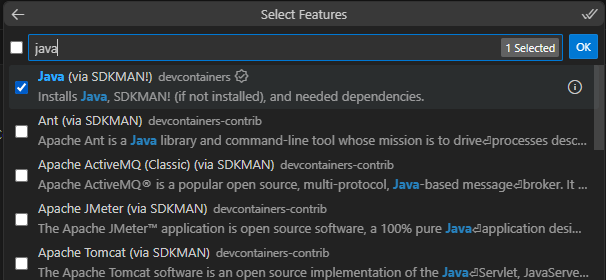 Select Features
java
1 Selected
OK
Java (via SDKMAN!) devcontainers
Installs Java, SDKMAN! (if not installed), and needed dependencies.
Ant (via SDKMAN) devcontainers-contrib
Apache Ant is a Java library and command-line tool whose mission is to drive⏎processes desc...
Apache ActiveMQ (Classic) (via SDKMAN) devcontainers-contrib
Apache ActiveMQ® is a popular open source, multi-protocol, Java-based message⏎broker. It ...
Apache JMeter (via SDKMAN) devcontainers-contrib
The Apache JMeter™ application is open source software, a 100% pure Java⏎application desi...
Apache Tomcat (via SDKMAN) devcontainers-contrib
The Apache Tomcat software is an open source implementation of the Java⏎Servlet, JavaServe...